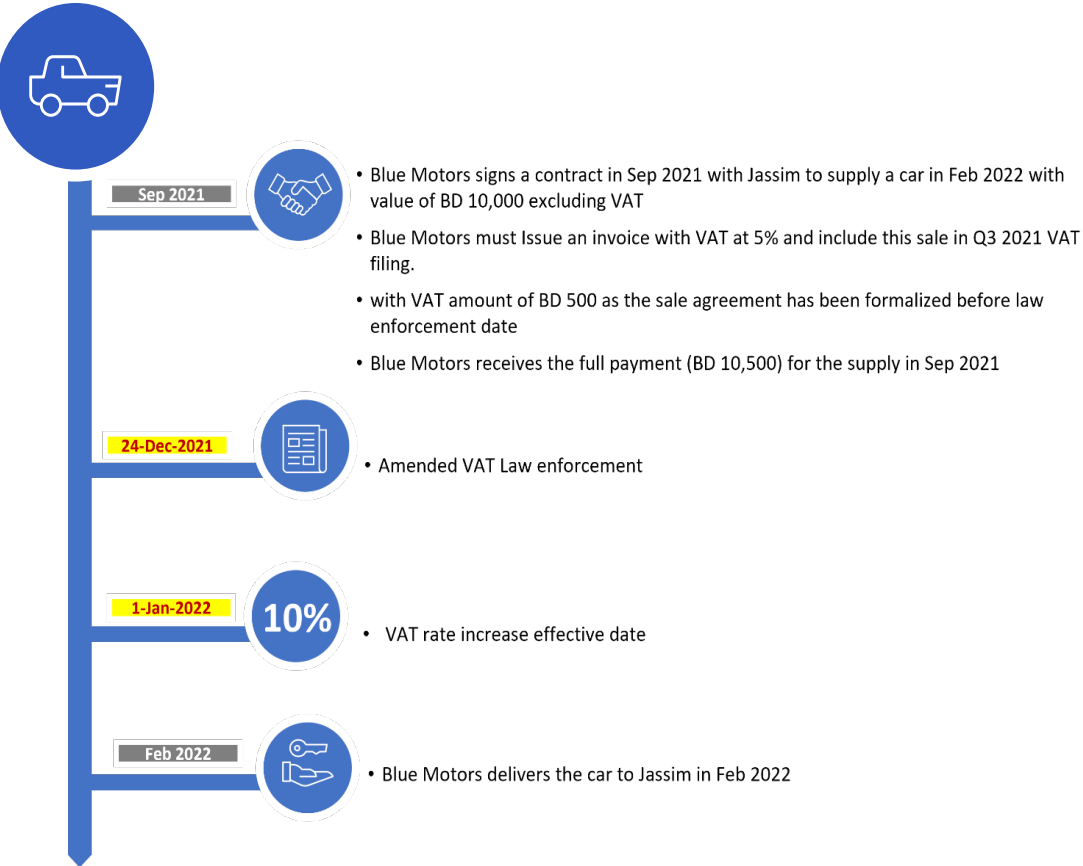 Sep 2021
• Blue Motors signs a contract in Sep 2021 with Jassim to supply a car in Feb 2022 with
value of BD 10,000 excluding VAT
• Blue Motors must Issue an invoice with VAT at 5% and include this sale in Q3 2021 VAT
filing.
• with VAT amount of BD 500 as the sale agreement has been formalized before law
enforcement date
• Blue Motors receives the full payment (BD 10,500) for the supply in Sep 2021
24-Dec-2021
• Amended VAT Law enforcement
1-Jan-2022
10%
• VAT rate increase effective date
Feb 2022
• Blue Motors delivers the car to Jassim in Feb 2022